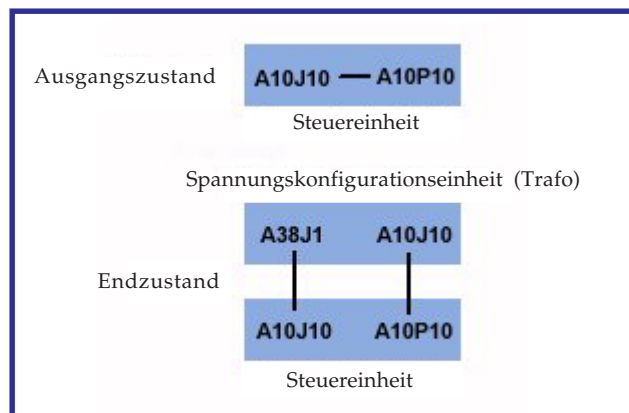 Ausgangszustand
A10J10 — A10P10
Steuereinheit
Spannungskonfigurationseinheit (Trafo)
A38J1 A10J10
Endzustand
A10J10 A10P10
Steuereinheit